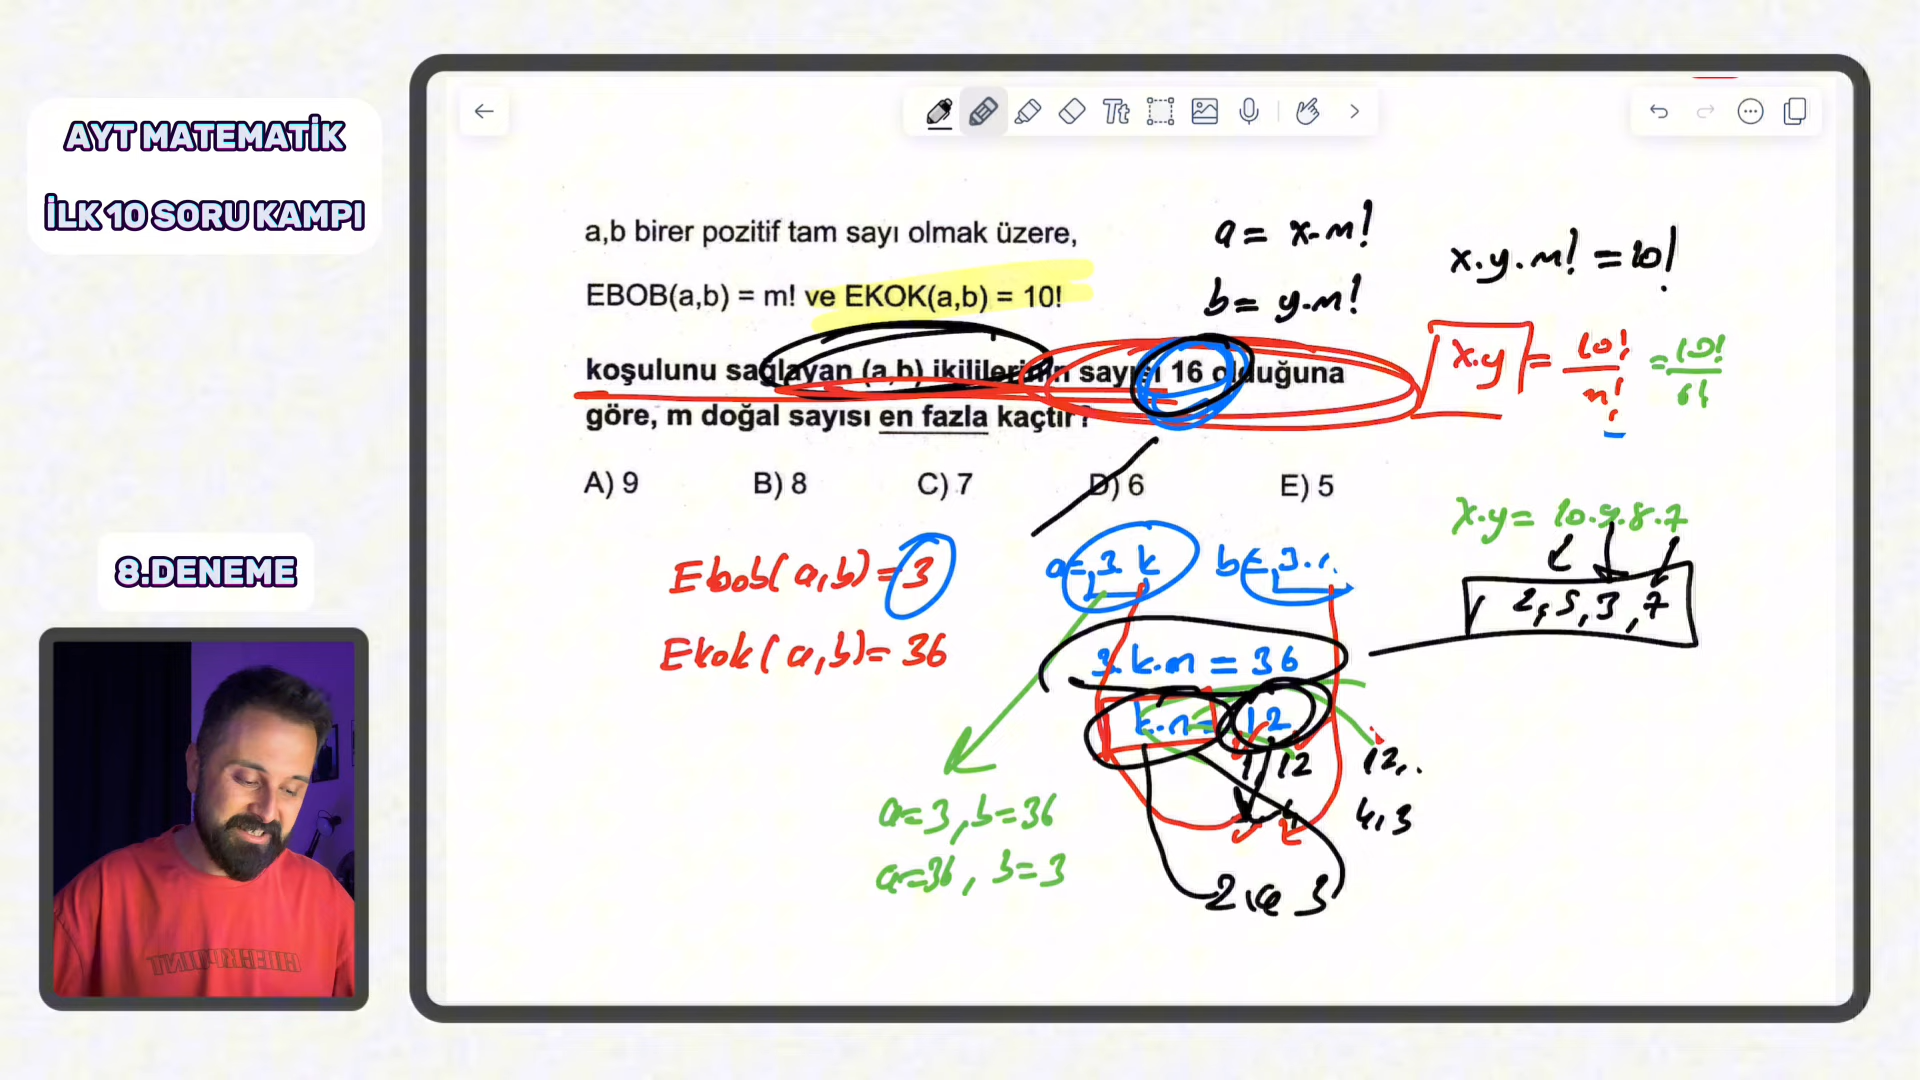 AYT MATEMATİK
İLK 10 SORU KAMPI
8.DENEME
Tt
a,b birer pozitif tam sayı olmak üzere,
EBOB(a,b) = m! ve EKOK(a,b) = 10!
koşulunu sağlayan (a,b) ikililerinin sayısı 16 olduğuna
göre, m doğal sayısı en fazla kaçtır?
A) 9 B) 8 C) 7 D) 6 E) 5
a = x.m!
b = y.m!
x.y.m! = 10!
x.y = 10! / m! = 10! / 6!
x.y = 10.9.8.7
2, 5, 3, 7
Ebob(a,b) = 3
Ekok(a,b) = 36
a = 3.k b = 3.
3.k.m = 36
k.m = 12
1 12 12,
4,3
a=3, b=36
a=36, b=3
2 3